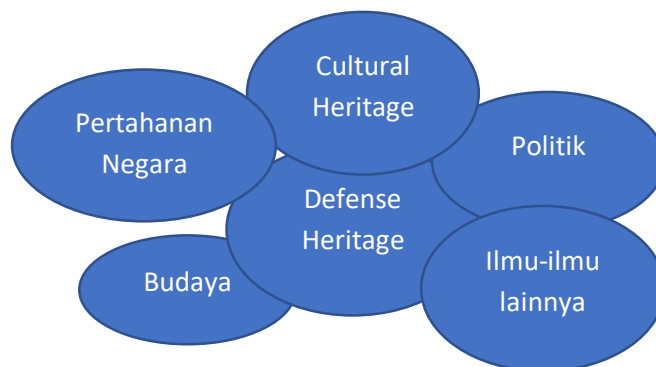 Cultural
Heritage
Pertahanan
Negara
Politik
Defense
Heritage
Budaya
Ilmu-ilmu
lainnya